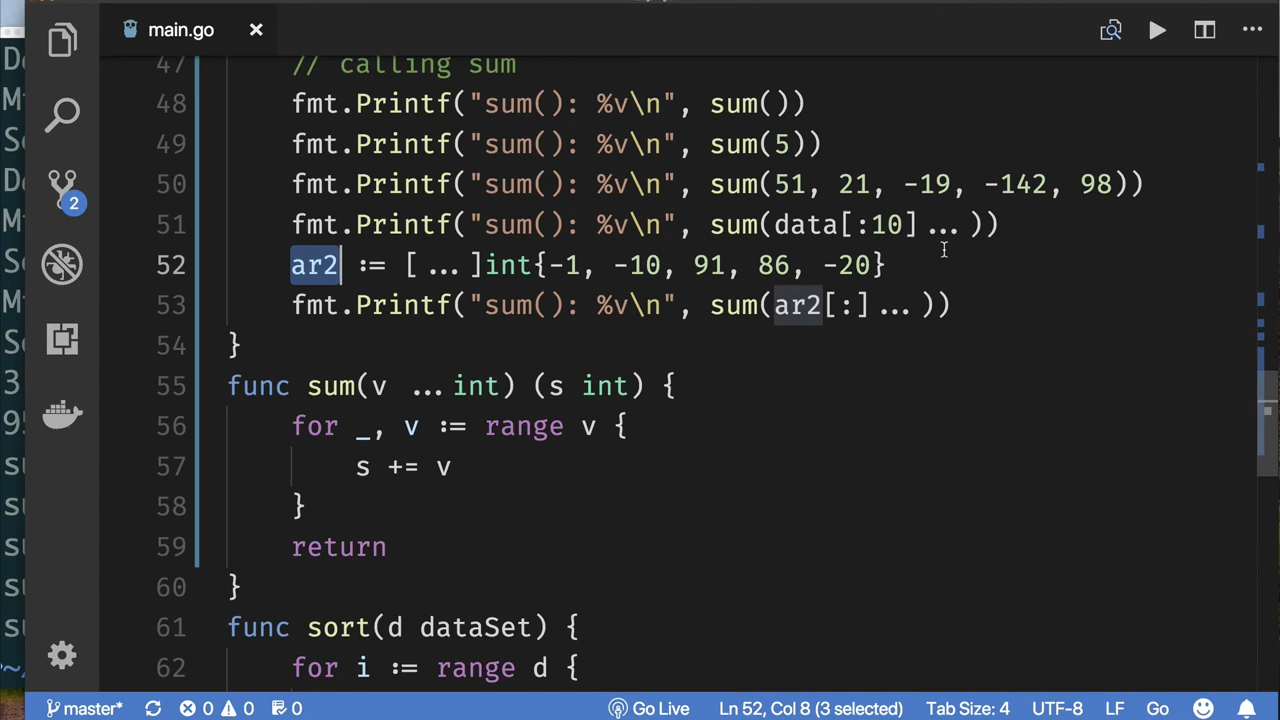 main.go
47 // calling sum
48 fmt.Printf("sum(): %v\n", sum())
49 fmt.Printf("sum(): %v\n", sum(5))
50 fmt.Printf("sum(): %v\n", sum(51, 21, -19, -142, 98))
51 fmt.Printf("sum(): %v\n", sum(data[:10]...))
52 ar2 := [...]int{-1, -10, 91, 86, -20}
53 fmt.Printf("sum(): %v\n", sum(ar2[:]...))
54 }
55 func sum(v ...int) (s int) {
56 for _, v := range v {
57 s += v
58 }
59 return
60 }
61 func sort(d dataSet) {
62 for i := range d {
2
master* 0 0 0 Go Live Ln 52, Col 8 (3 selected) Tab Size: 4 UTF-8 LF Go